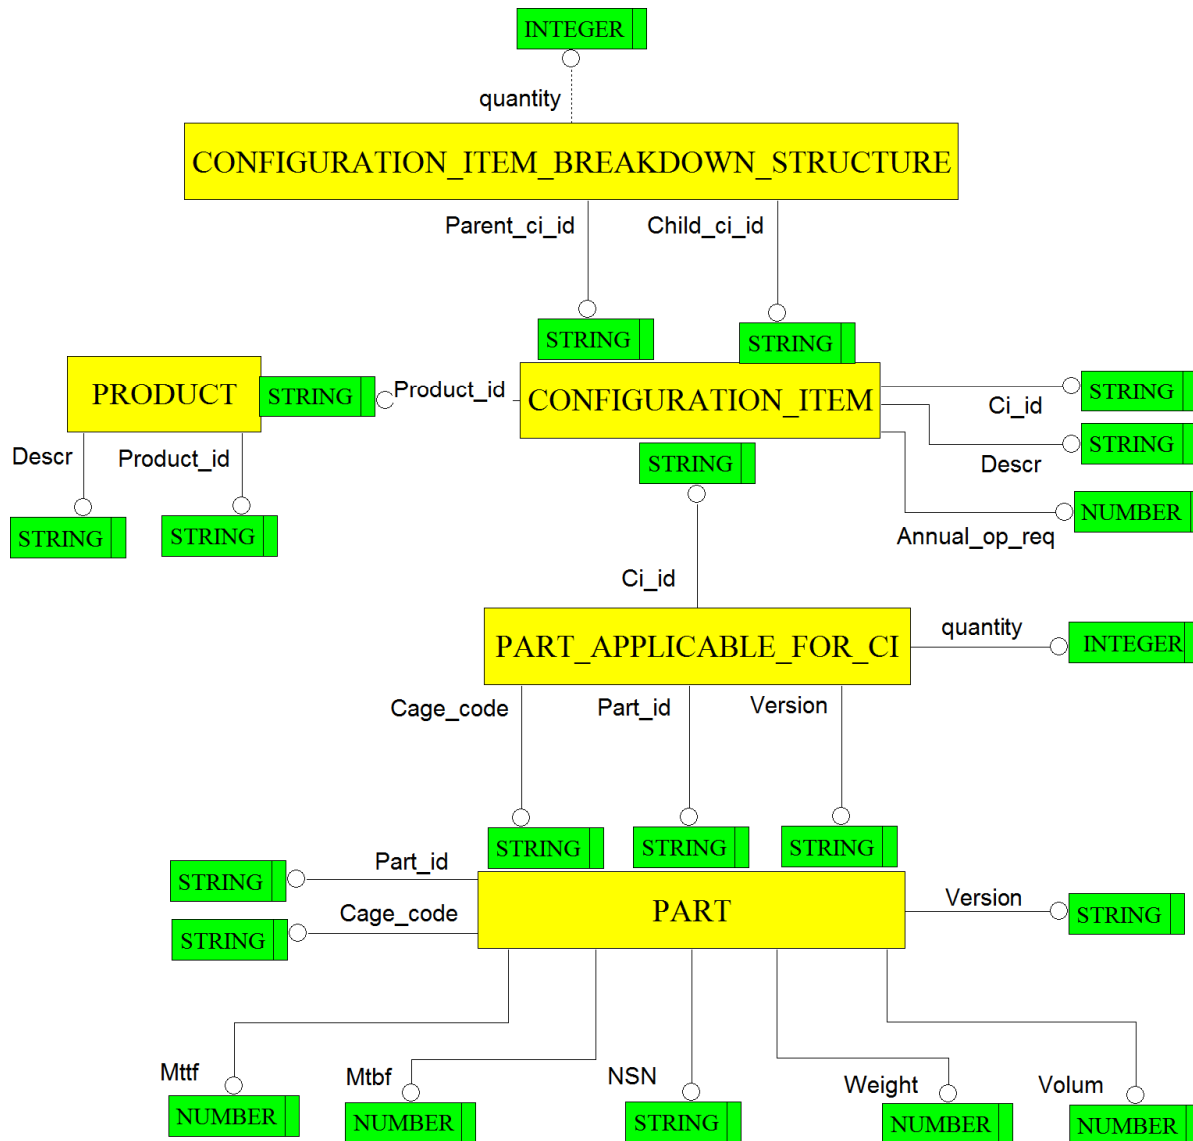 INTEGER
quantity
CONFIGURATION_ITEM_BREAKDOWN_STRUCTURE
Parent_ci_id
Child_ci_id
STRING
STRING
PRODUCT
STRING
Product_id
CONFIGURATION_ITEM
STRING
Ci_id
STRING
Descr
NUMBER
Annual_op_req
Descr
Product_id
STRING
STRING
STRING
Ci_id
PART_APPLICABLE_FOR_CI
quantity
INTEGER
Cage_code
Part_id
Version
STRING
STRING
STRING
Part_id
STRING
Cage_code
STRING
PART
Version
STRING
Mttf
Mtbf
NSN
Weight
Volum
NUMBER
NUMBER
STRING
NUMBER
NUMBER